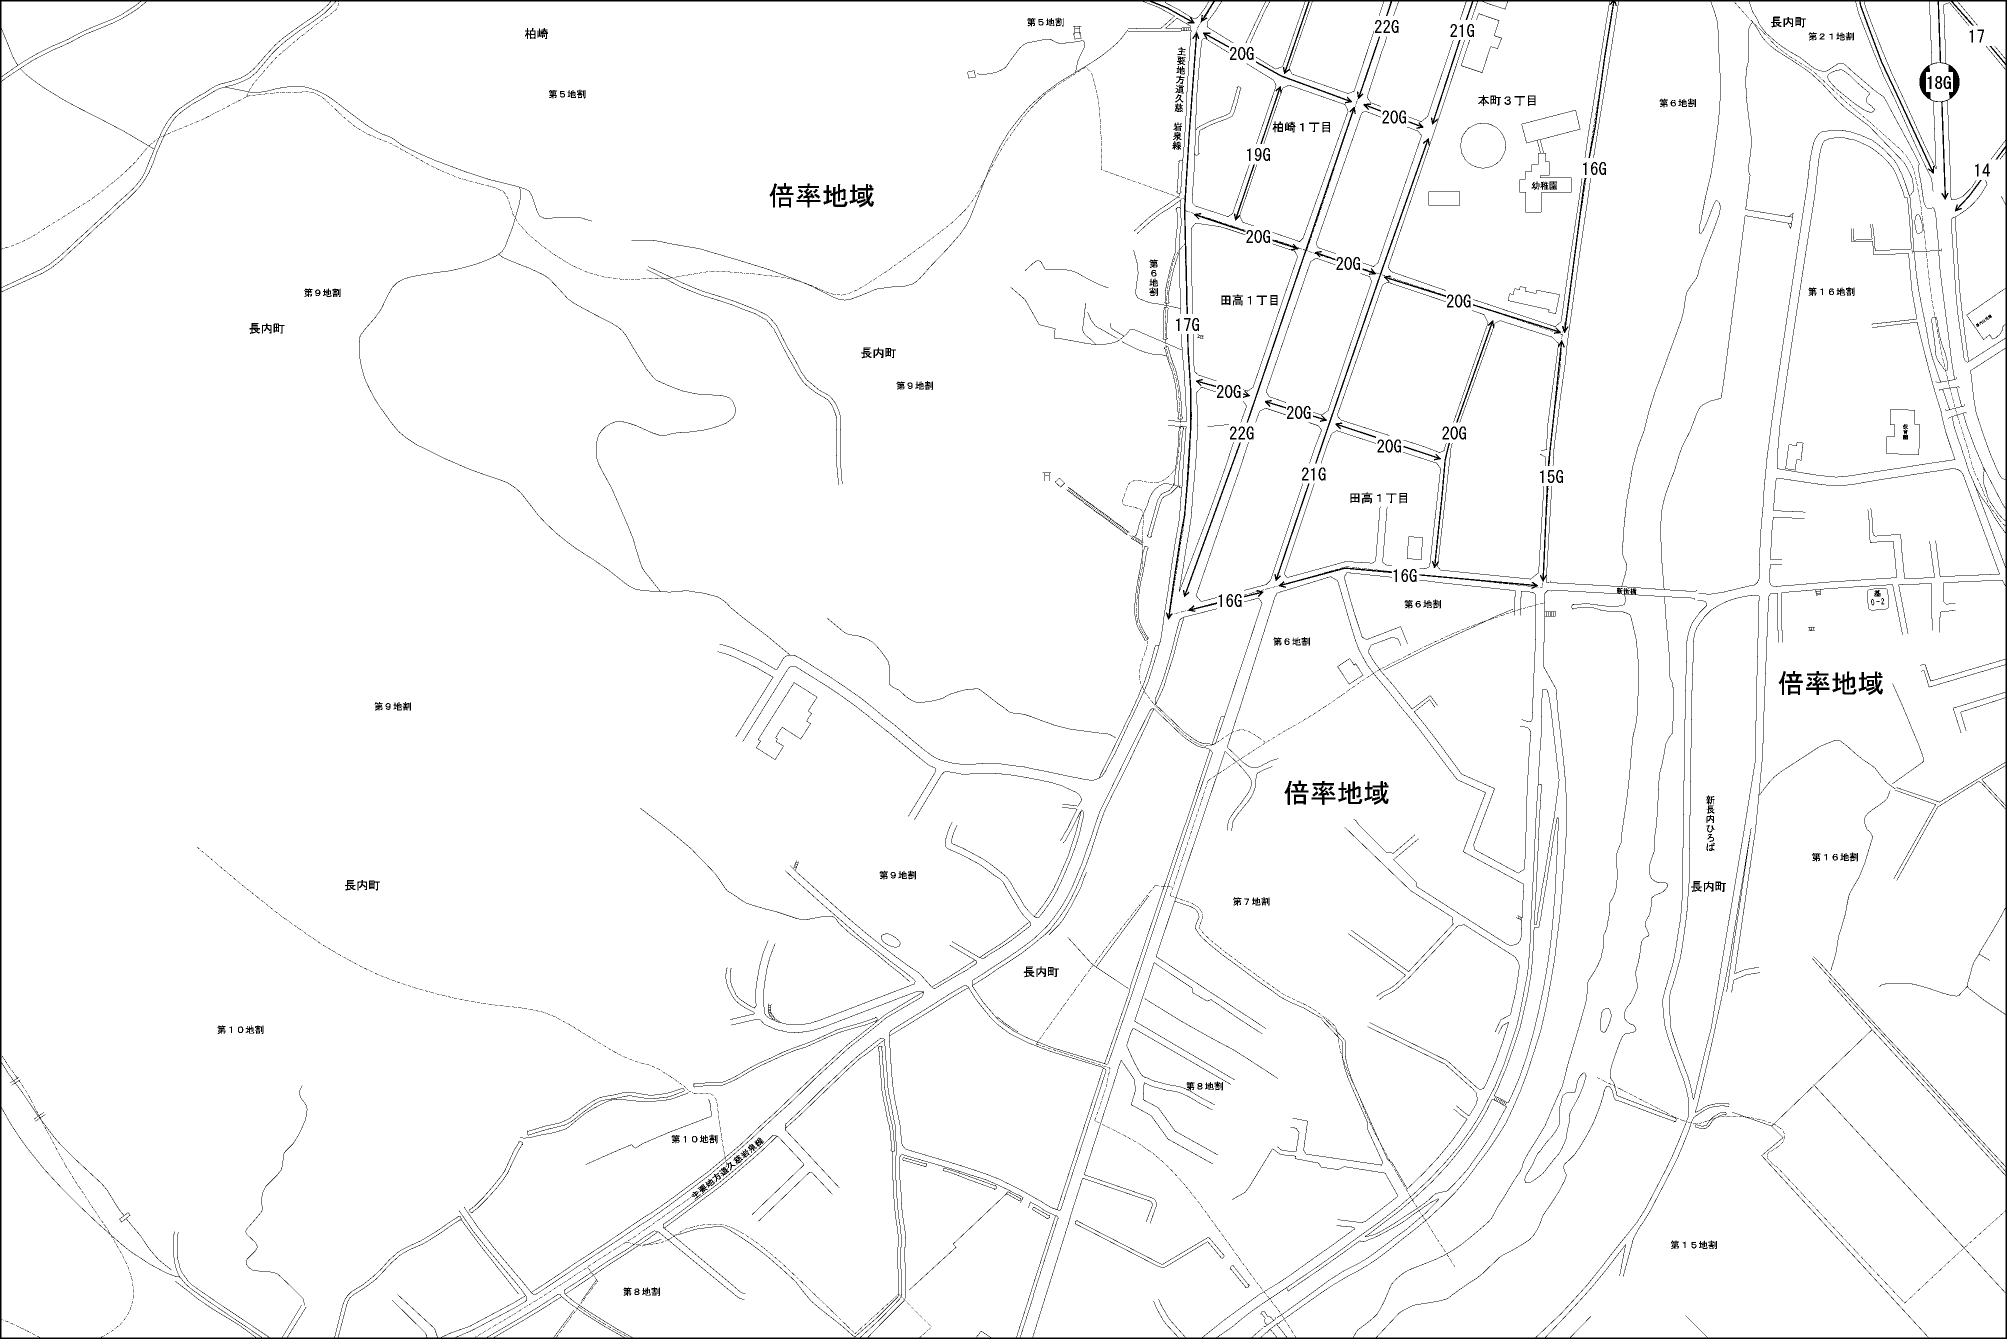 第５地割
柏崎
22G
21G
長内町
第２１地割
17
20G
主要地方道久慈　岩泉線
18G
第５地割
本町３丁目
第６地割
20G
柏崎１丁目
19G
16G
14
幼稚園
倍率地域
20G
20G
第６地割
第９地割
田高１丁目
20G
第１６地割
長内町
17G
長内町
第９地割
20G
20G
22G
20G
20G
保育園
21G
15G
田高１丁目
16G
16G
新街橋
第６地割
基
0-2
第６地割
倍率地域
第９地割
倍率地域
新長内ひろば
第１６地割
第９地割
長内町
長内町
第７地割
長内町
第１０地割
第８地割
第１０地割
主要地方道久慈岩泉線
第１５地割
第８地割